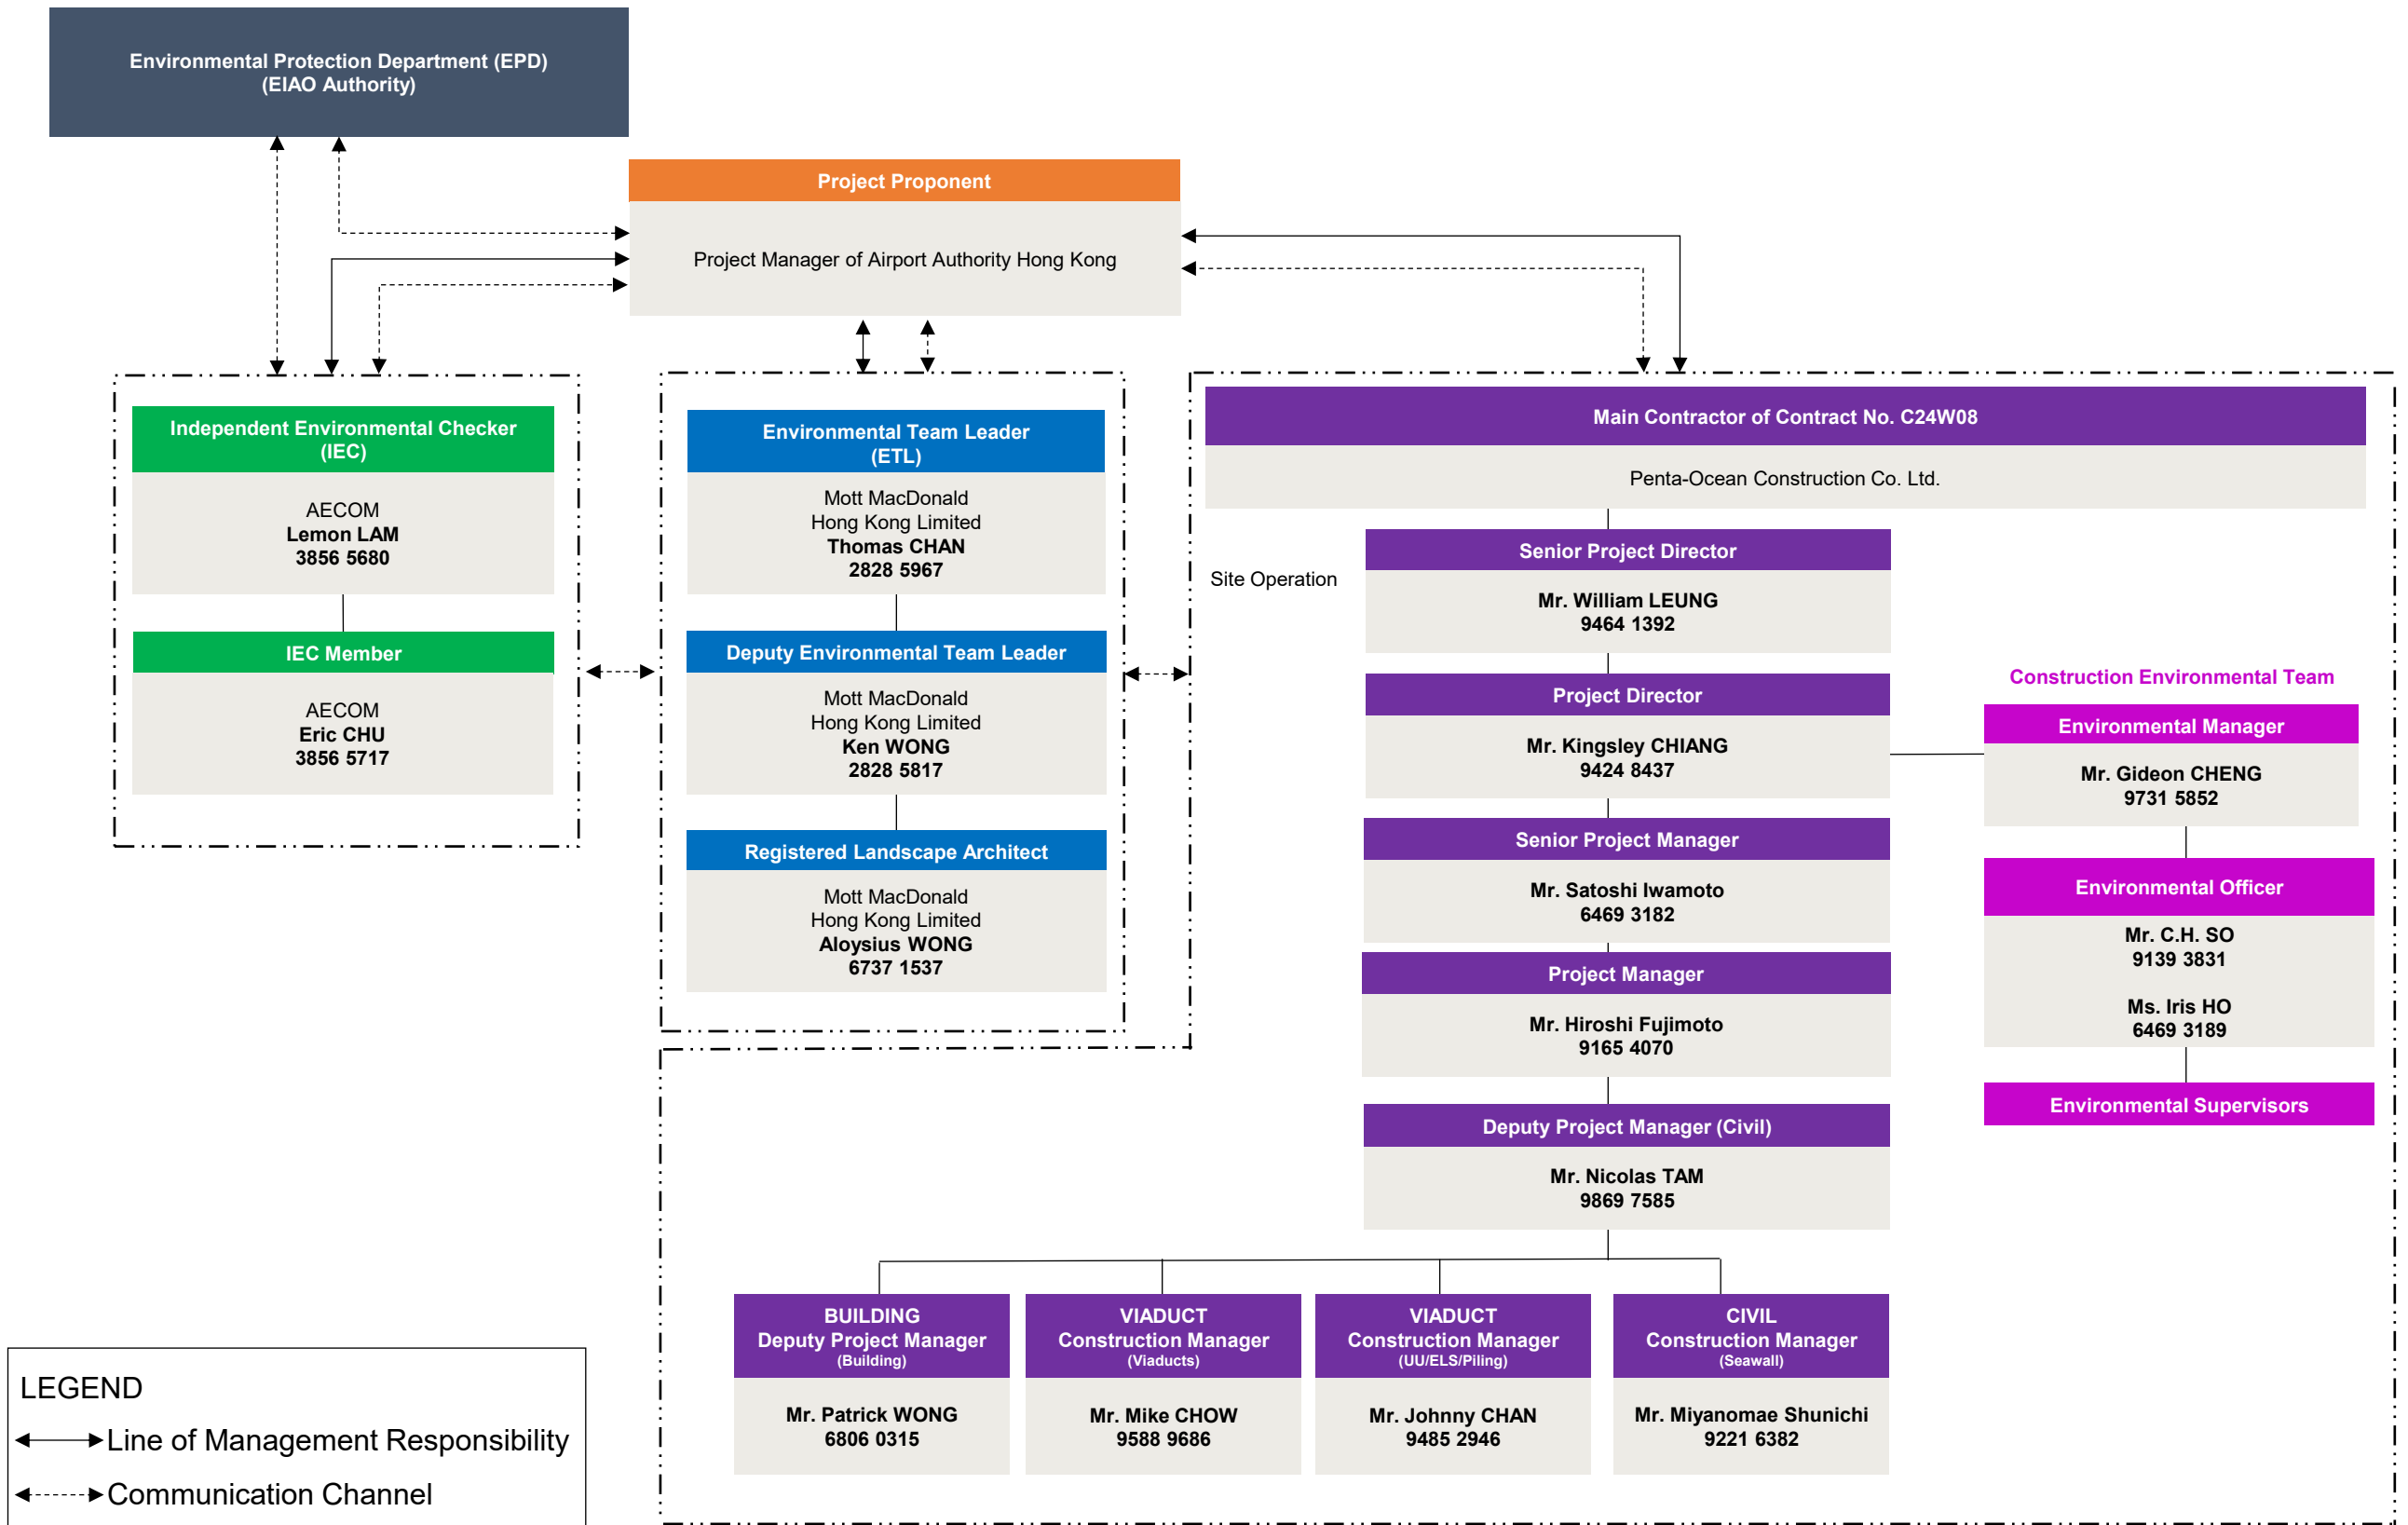 Environmental Protection Department (EPD)
(EIAO Authority)
Project Proponent
Project Manager of Airport Authority Hong Kong
Independent Environmental Checker
(IEC)
AECOM
Lemon LAM
3856 5680
IEC Member
AECOM
Eric CHU
3856 5717
Environmental Team Leader
(ETL)
Mott MacDonald
Hong Kong Limited
Thomas CHAN
2828 5967
Deputy Environmental Team Leader
Mott MacDonald
Hong Kong Limited
Ken WONG
2828 5817
Registered Landscape Architect
Mott MacDonald
Hong Kong Limited
Aloysius WONG
6737 1537
Main Contractor of Contract No. C24W08
Penta-Ocean Construction Co. Ltd.
Site Operation
Senior Project Director
Mr. William LEUNG
9464 1392
Project Director
Mr. Kingsley CHIANG
9424 8437
Senior Project Manager
Mr. Satoshi Iwamoto
6469 3182
Project Manager
Mr. Hiroshi Fujimoto
9165 4070
Deputy Project Manager (Civil)
Mr. Nicolas TAM
9869 7585
Construction Environmental Team
Environmental Manager
Mr. Gideon CHENG
9731 5852
Environmental Officer
Mr. C.H. SO
9139 3831
Ms. Iris HO
6469 3189
Environmental Supervisors
BUILDING
Deputy Project Manager
(Building)
Mr. Patrick WONG
6806 0315
VIADUCT
Construction Manager
(Viaducts)
Mr. Mike CHOW
9588 9686
VIADUCT
Construction Manager
(UU/ELS/Piling)
Mr. Johnny CHAN
9485 2946
CIVIL
Construction Manager
(Seawall)
Mr. Miyanomae Shunichi
9221 6382
LEGEND
Line of Management Responsibility
Communication Channel